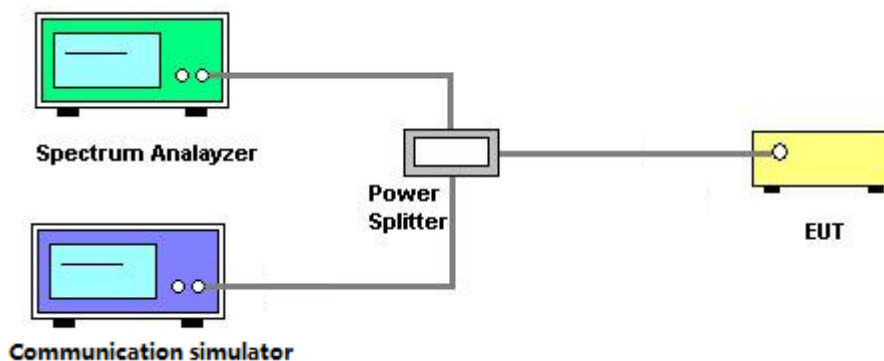 Spectrum Analayzer
Power
Splitter
EUT
Communication simulator